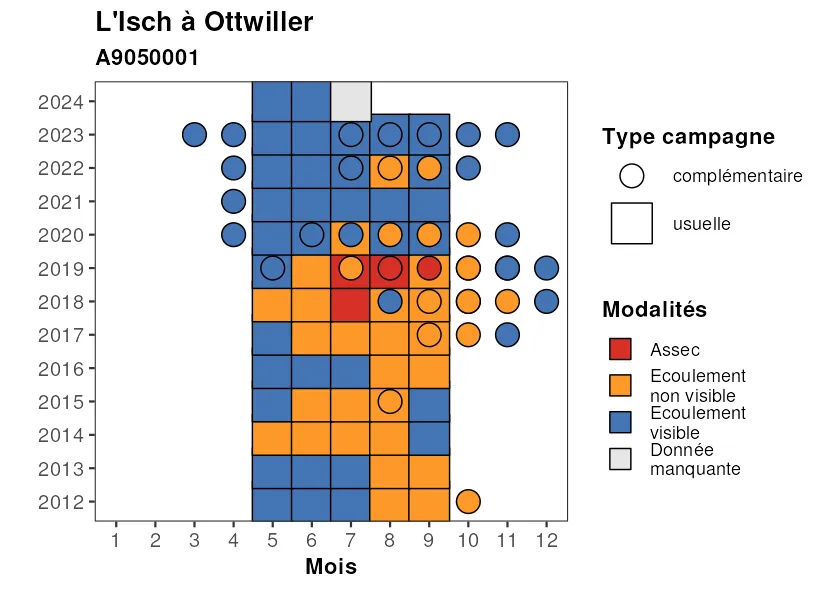 L'Isch à Ottwiller
A9050001
2024
2023
2022
2021
2020
2019
2018
2017
2016
2015
2014
2013
2012
1 2 3 4 5 6 7 8 9 10 11 12
Mois
Type campagne
complémentaire
usuelle
Modalités
Assec
Ecoulement
non visible
Ecoulement
visible
Donnée
manquante